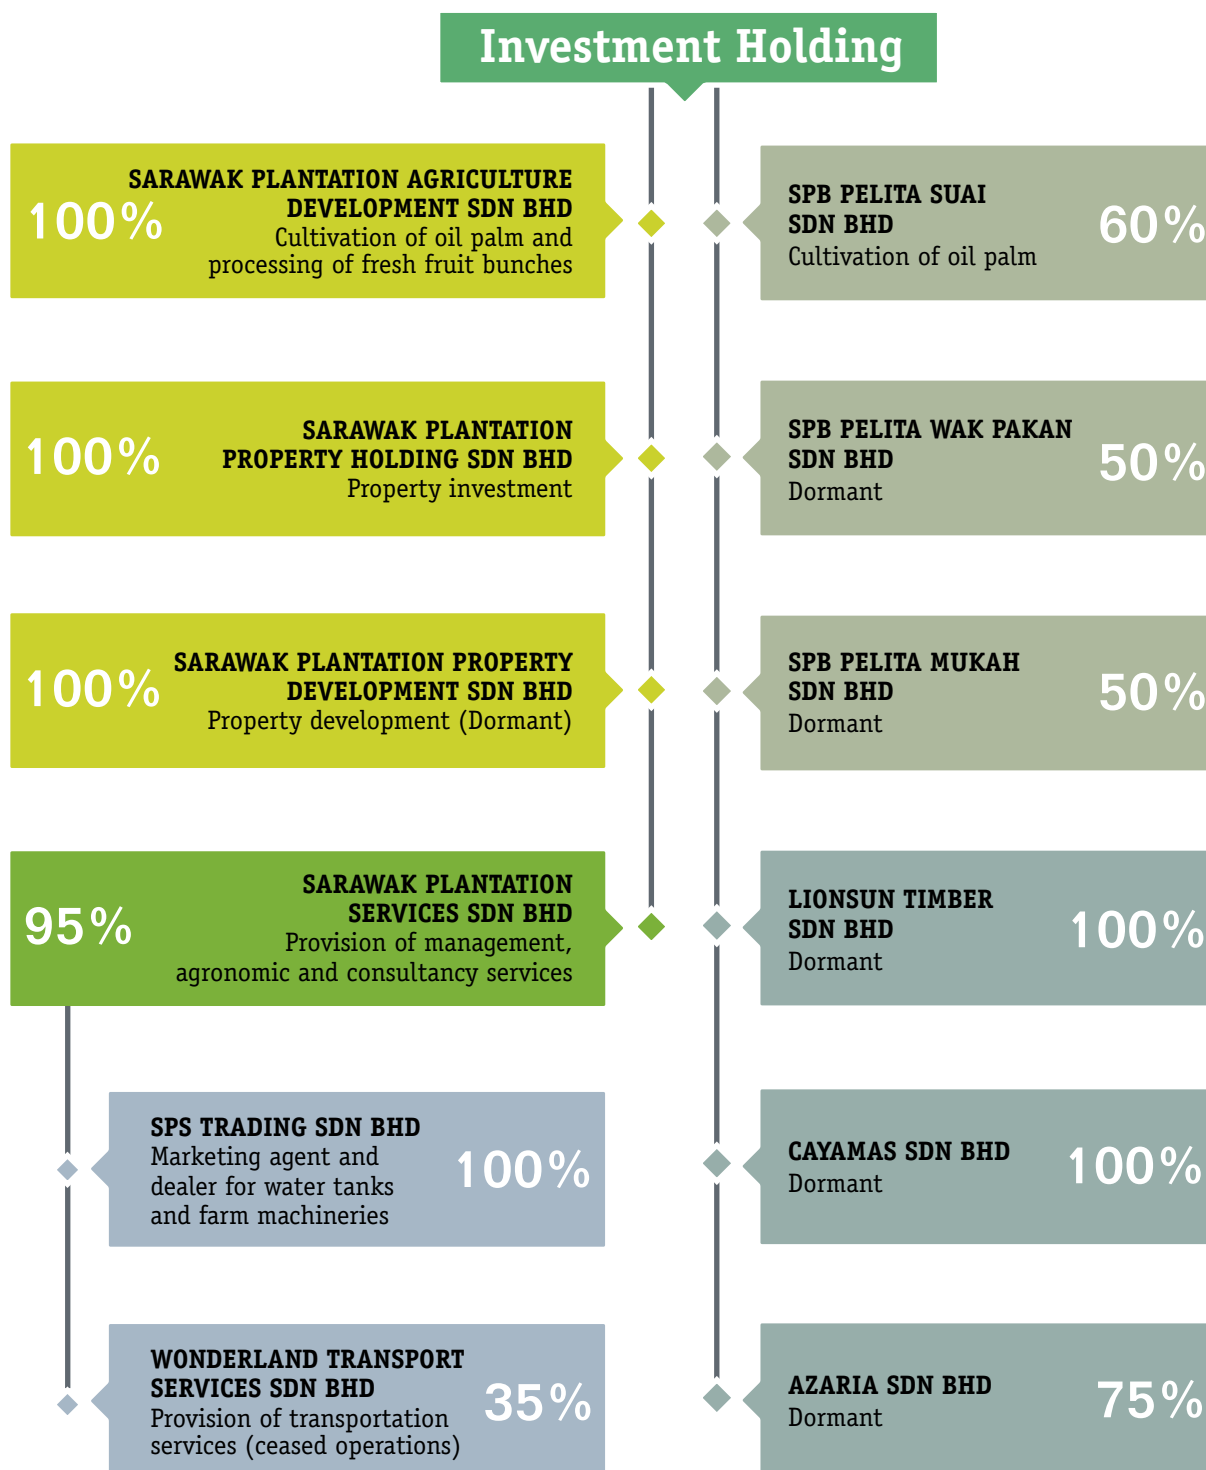 Investment Holding
100%
SARAWAK PLANTATION AGRICULTURE
DEVELOPMENT SDN BHD
Cultivation of oil palm and
processing of fresh fruit bunches
100%
SARAWAK PLANTATION
PROPERTY HOLDING SDN BHD
Property investment
100%
SARAWAK PLANTATION PROPERTY
DEVELOPMENT SDN BHD
Property development (Dormant)
95%
SARAWAK PLANTATION
SERVICES SDN BHD
Provision of management,
agronomic and consultancy services
SPS TRADING SDN BHD
Marketing agent and
dealer for water tanks
and farm machineries
100%
WONDERLAND TRANSPORT
SERVICES SDN BHD
Provision of transportation
services (ceased operations)
35%
SPB PELITA SUAI
SDN BHD
Cultivation of oil palm
60%
SPB PELITA WAK PAKAN
SDN BHD
Dormant
50%
SPB PELITA MUKAH
SDN BHD
Dormant
50%
LIONSUN TIMBER
SDN BHD
Dormant
100%
CAYAMAS SDN BHD
Dormant
100%
AZARIA SDN BHD
Dormant
75%